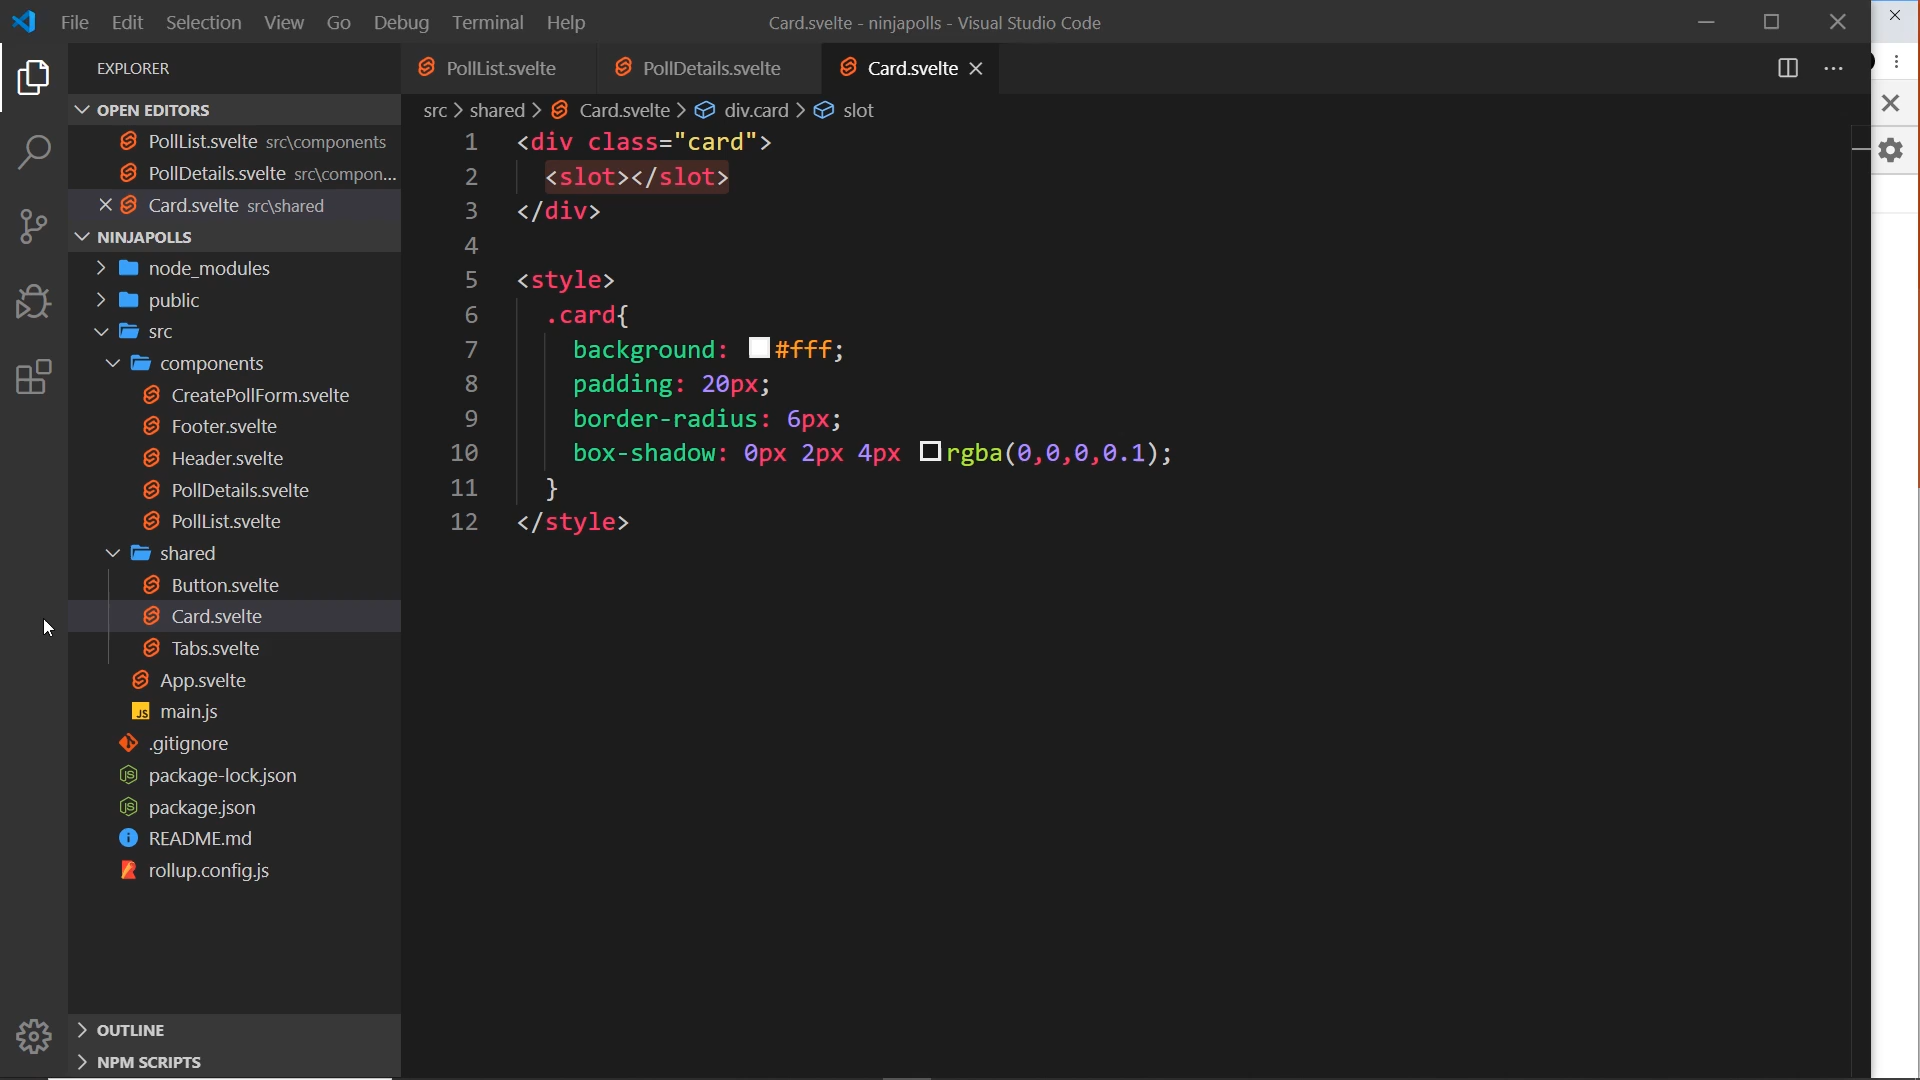 File Edit Selection View Go Debug Terminal Help
Card.svelte - ninjapolls - Visual Studio Code
EXPLORER
OPEN EDITORS
PollList.svelte src\components
PollDetails.svelte src\compon...
Card.svelte src\shared
NINJAPOLLS
node_modules
public
src
components
CreatePollForm.svelte
Footer.svelte
Header.svelte
PollDetails.svelte
PollList.svelte
shared
Button.svelte
Card.svelte
Tabs.svelte
App.svelte
JS main.js
.gitignore
package-lock.json
package.json
README.md
rollup.config.js
OUTLINE
NPM SCRIPTS
PollList.svelte PollDetails.svelte Card.svelte
src > shared > Card.svelte > div.card > slot
1 <div class="card">
2 <slot></slot>
3 </div>
4
5 <style>
6 .card{
7 background: #fff;
8 padding: 20px;
9 border-radius: 6px;
10 box-shadow: 0px 2px 4px rgba(0,0,0,0.1);
11 }
12 </style>